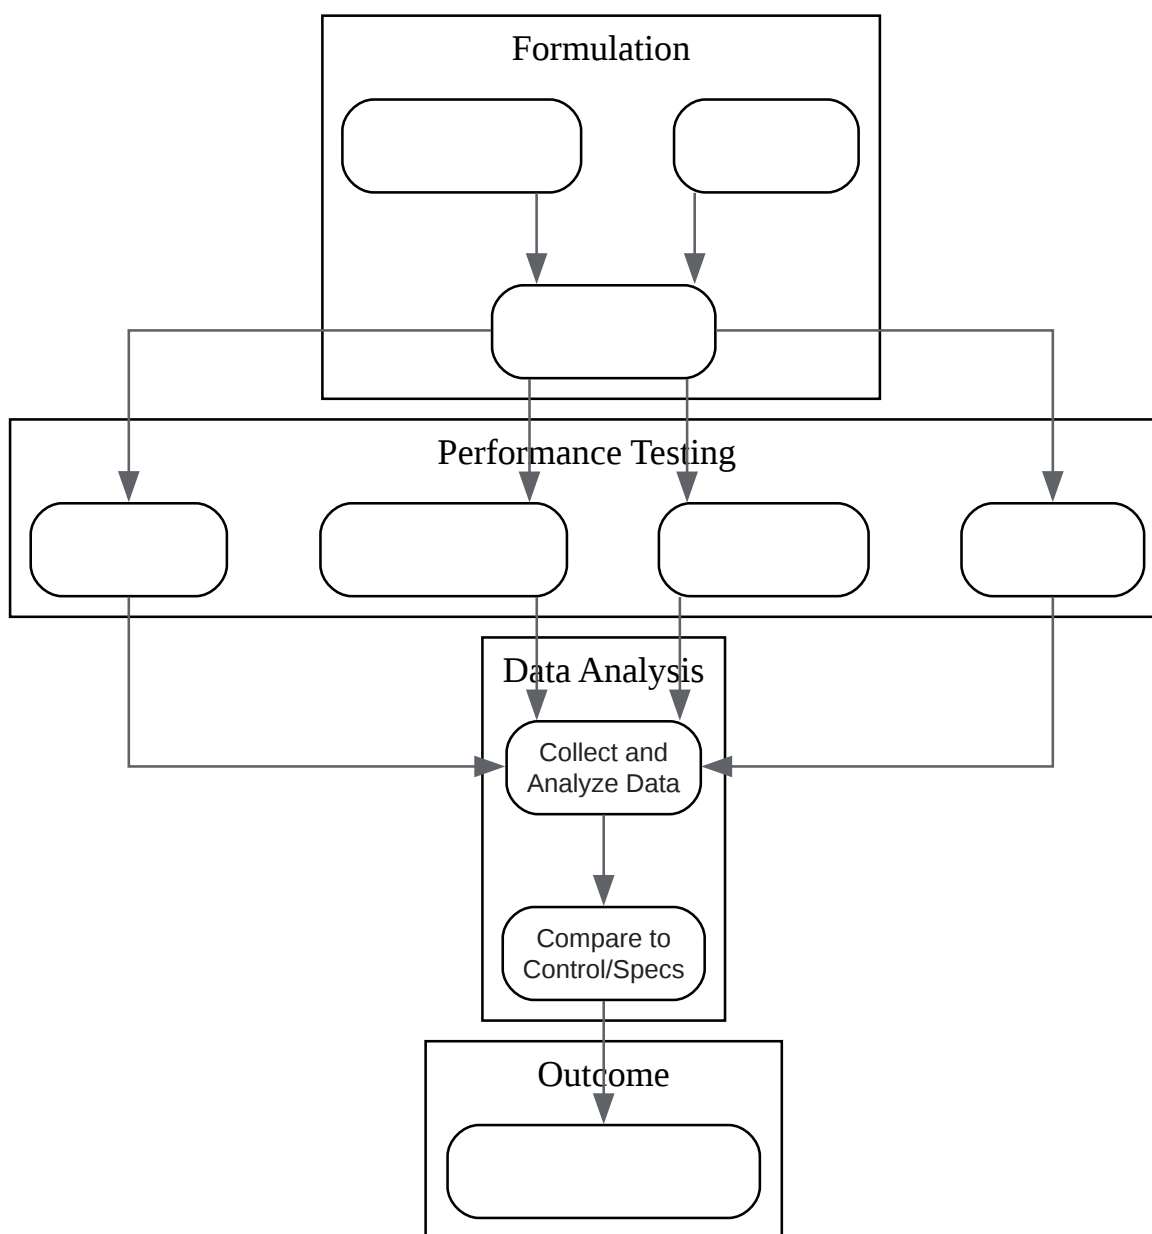 Formulation
Performance Testing
Data Analysis
Collect and
Analyze Data
Compare to
Control/Specs
Outcome